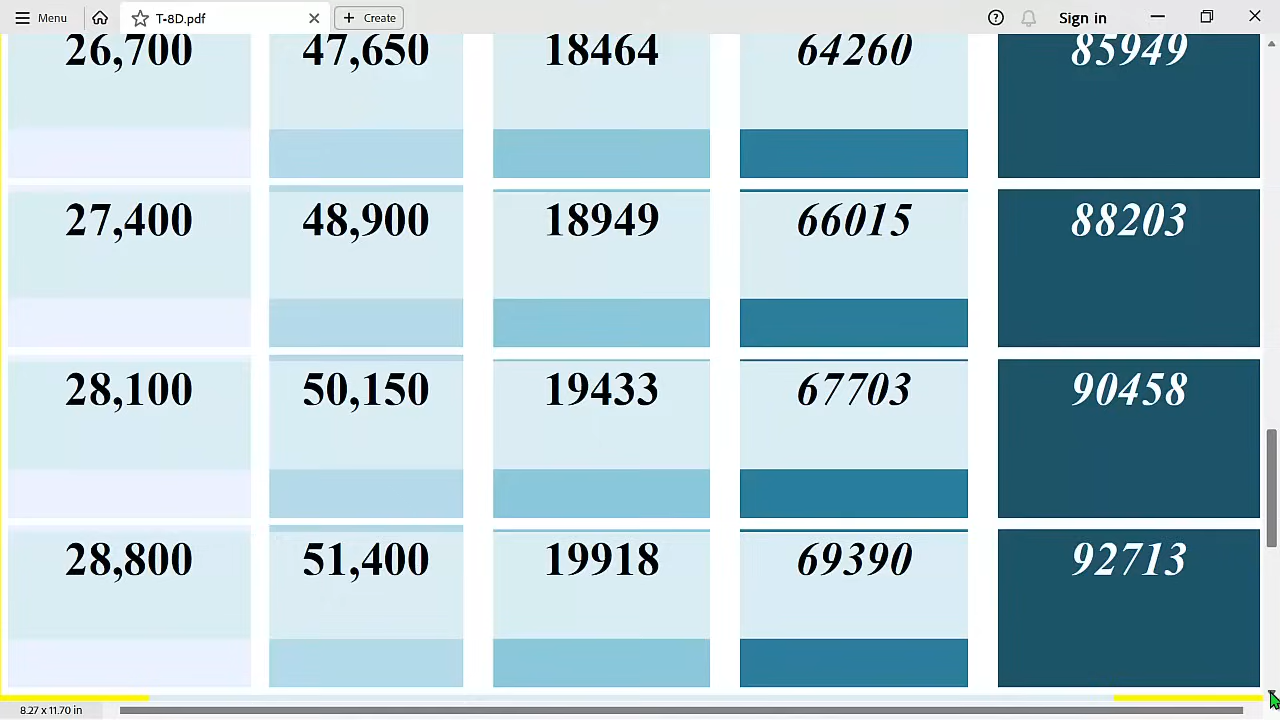 Menu T-8D.pdf Create Sign in
26,700 47,650 18464 64260 85949
27,400 48,900 18949 66015 88203
28,100 50,150 19433 67703 90458
28,800 51,400 19918 69390 92713
8.27 x 11.70 in